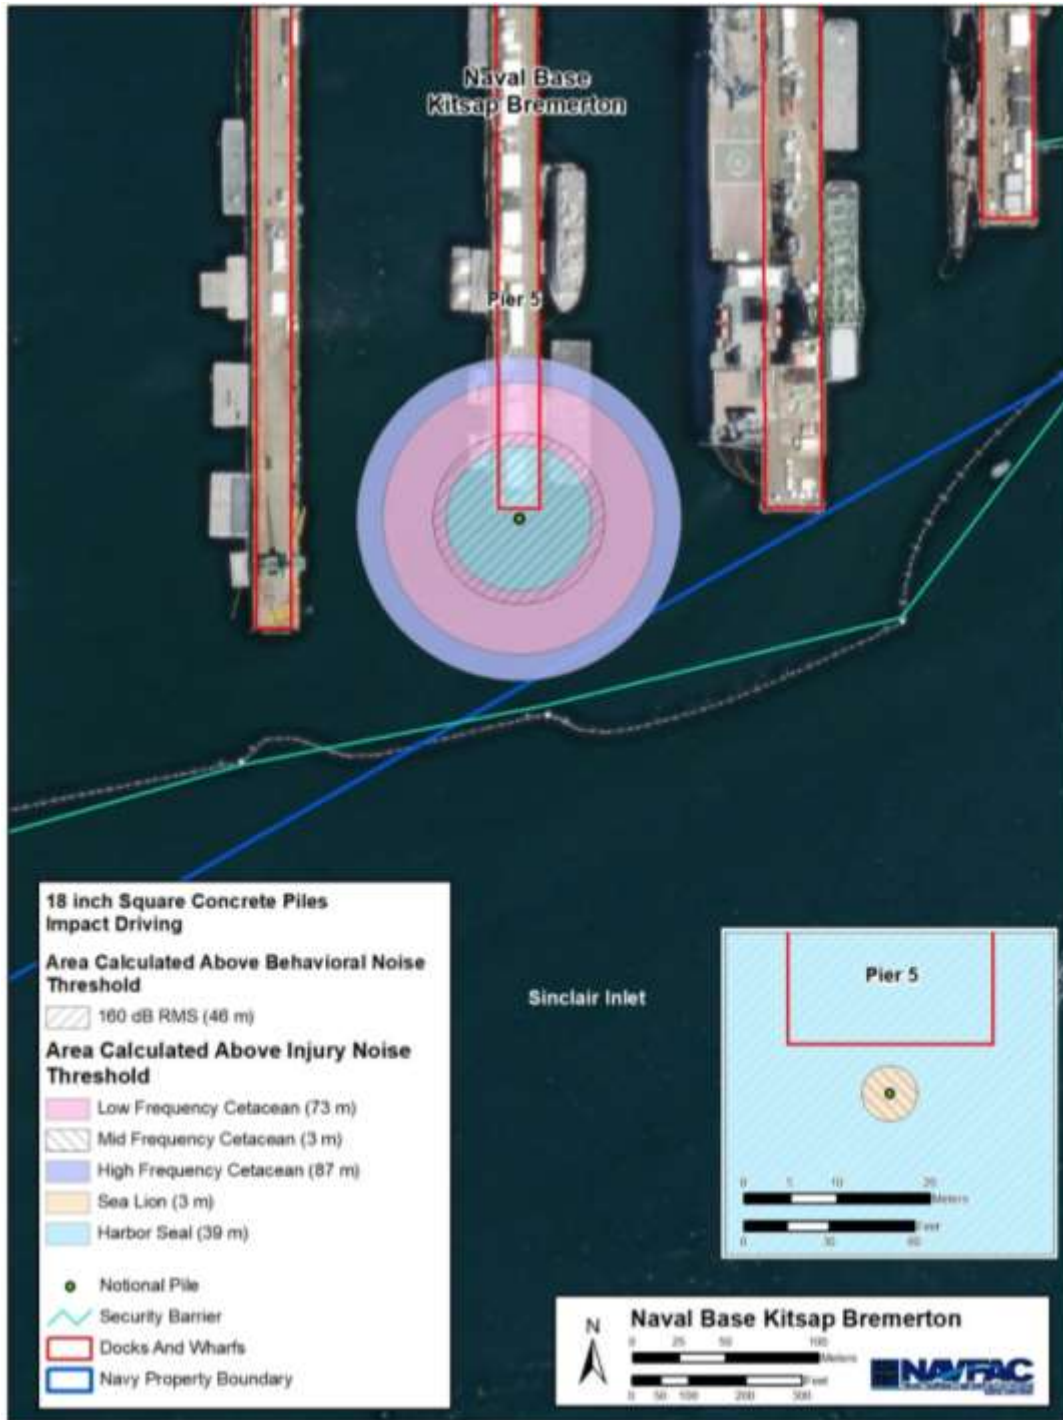 Naval Base
Kitsap Bremerton
Pier 5
18 inch Square Concrete Piles
Impact Driving
Area Calculated Above Behavioral Noise
Threshold
160 dB RMS (46 m)
Area Calculated Above Injury Noise
Threshold
Low Frequency Cetacean (73 m)
Mid Frequency Cetacean (3 m)
High Frequency Cetacean (87 m)
Sea Lion (3 m)
Harbor Seal (39 m)
Notional Pile
Security Barrier
Docks And Wharfs
Navy Property Boundary
Sinclair Inlet
Pier 5
0 5 10 20
Meters
Feet
0 30 60
N
Naval Base Kitsap Bremerton
0 25 50 100
Meters
Feet
0 50 100 200 300
NAVFAC